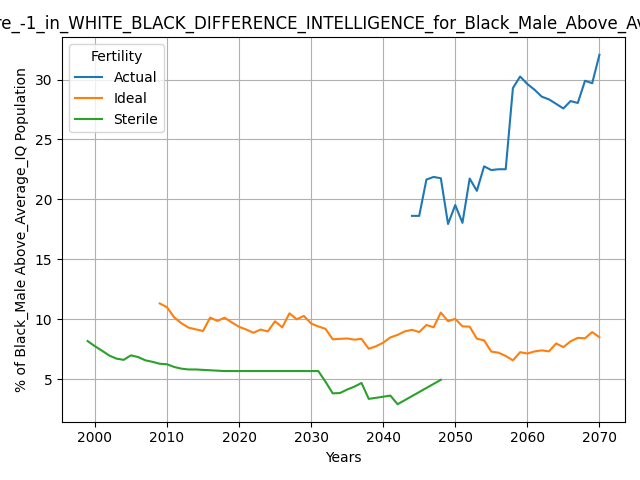 re_-1_in_WHITE_BLACK_DIFFERENCE_INTELLIGENCE_for_Black_Male_Above_Av
Fertility
Actual
Ideal
Sterile
% of Black_Male Above_Average_IQ Population
30
25
20
15
10
5
2000 2010 2020 2030 2040 2050 2060 2070
Years